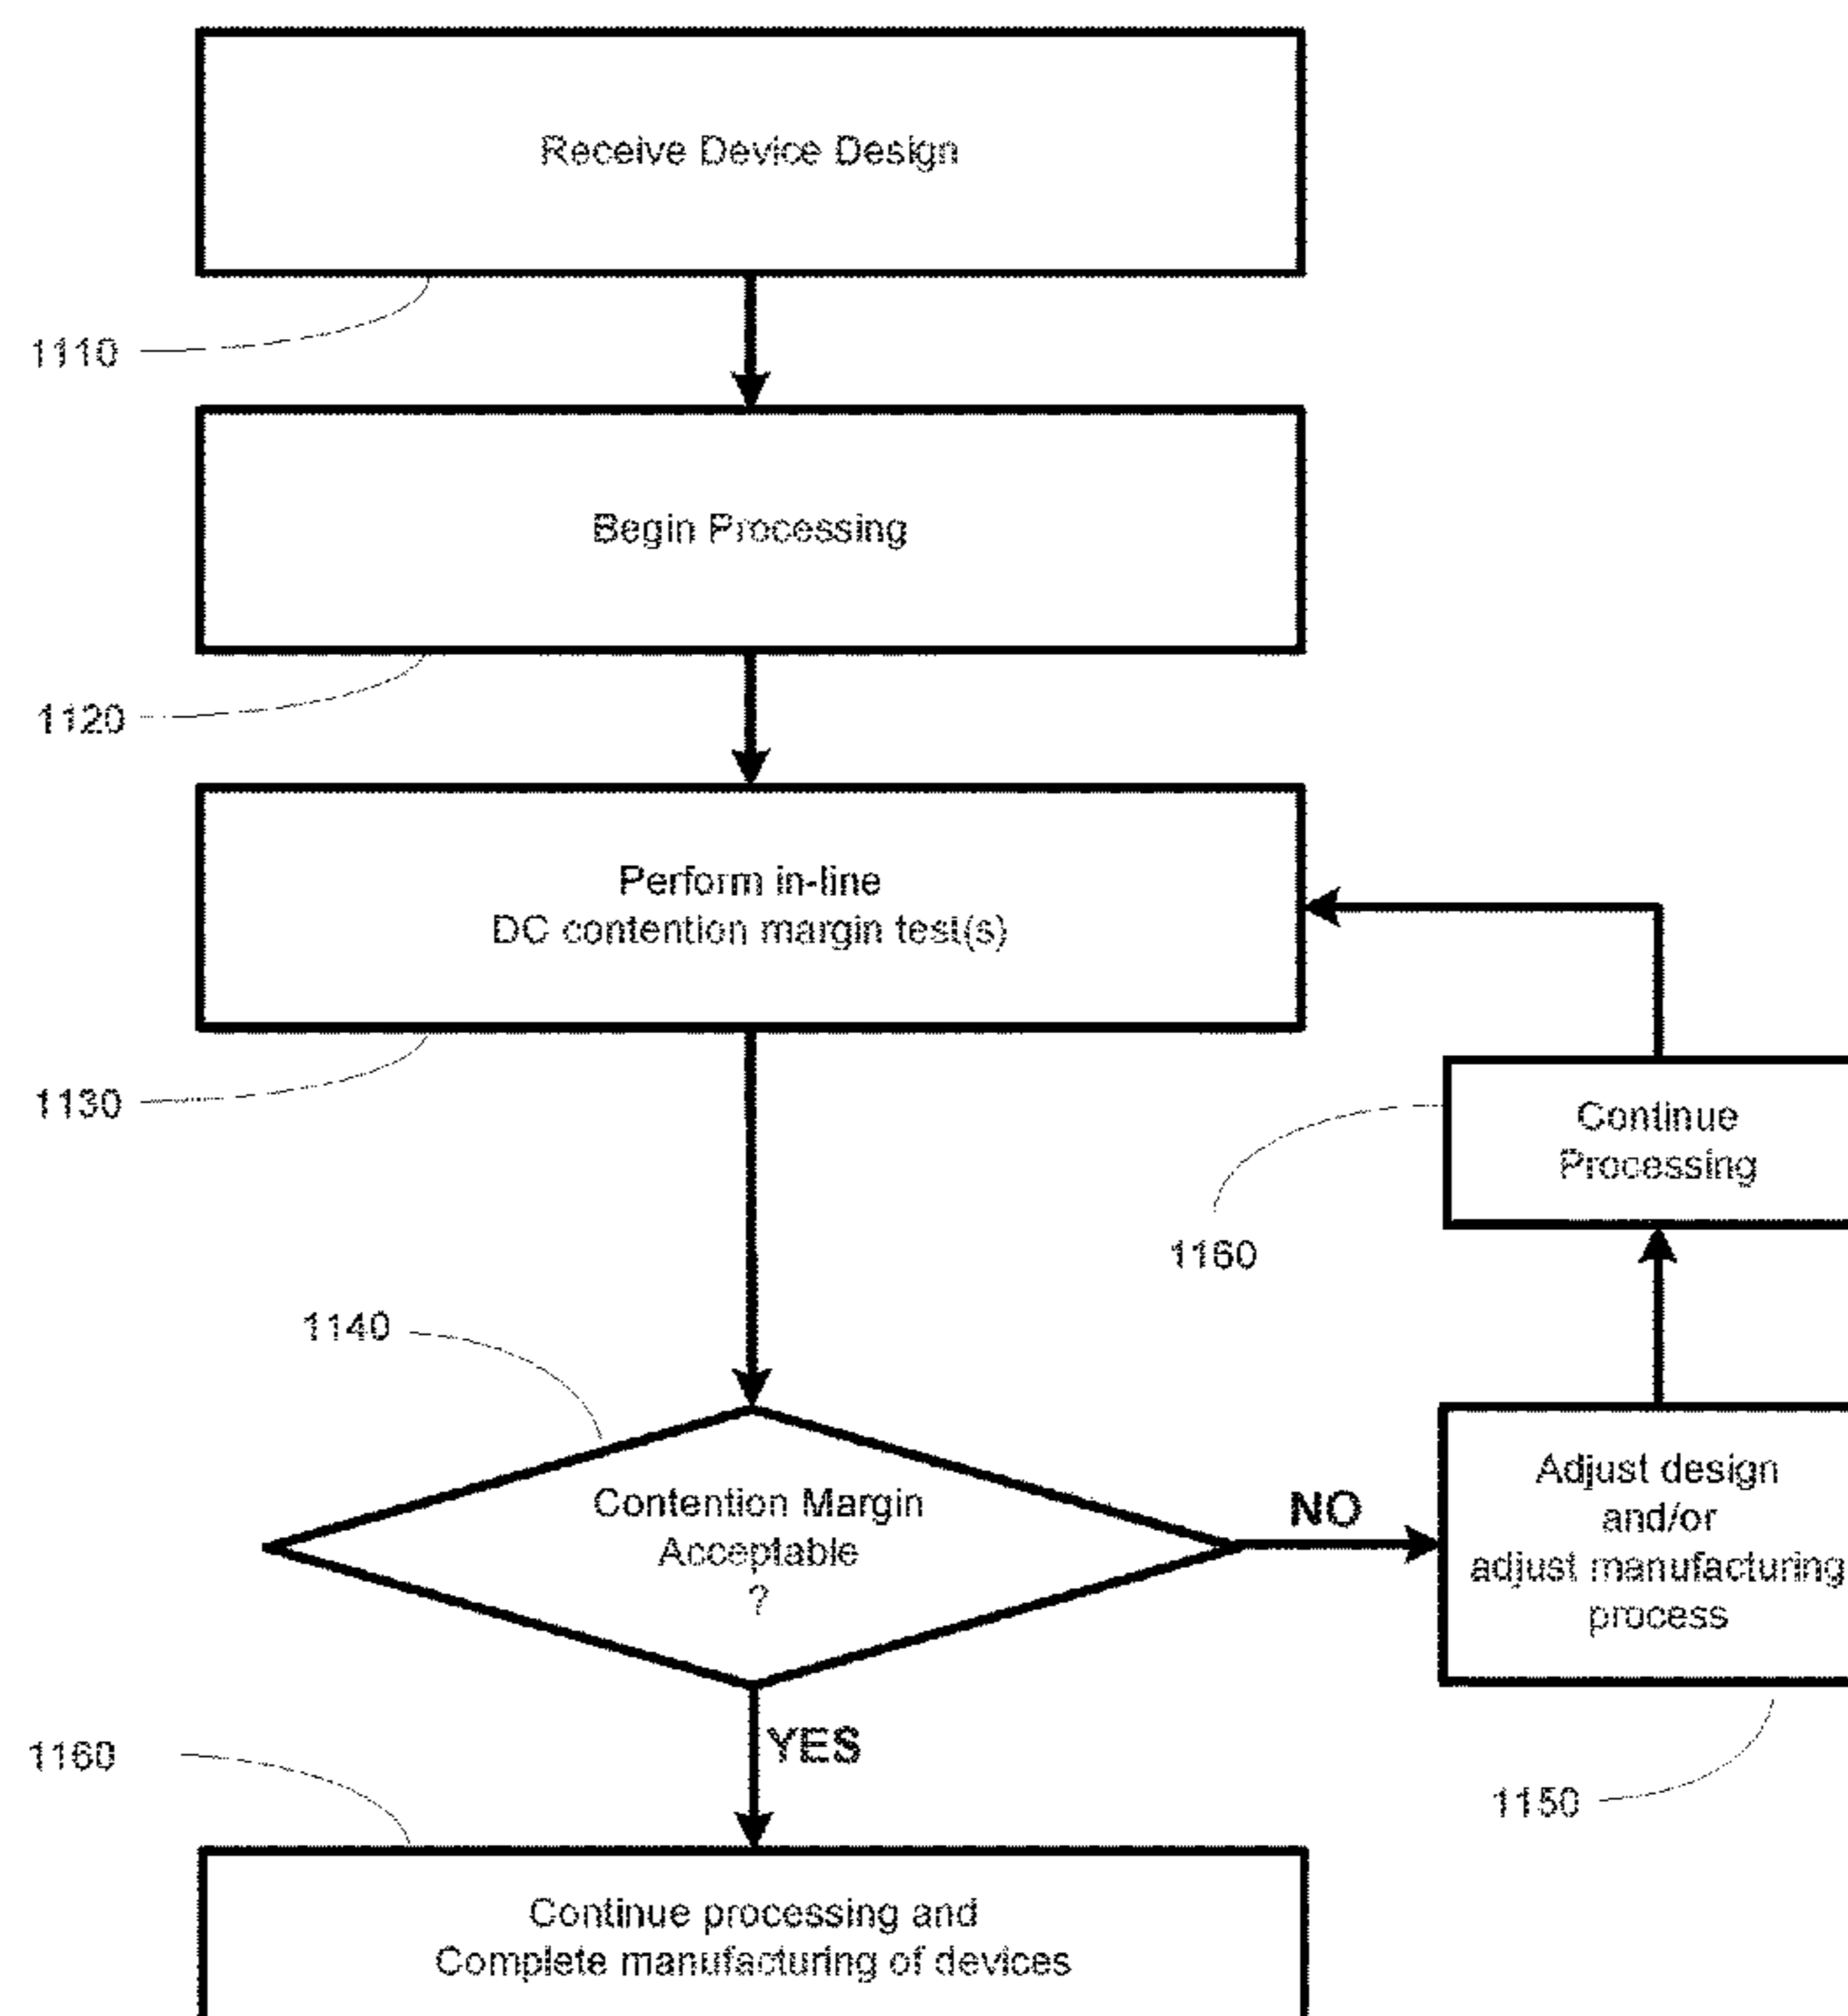 Receive Device Design
1110
Begin Processing
1120
Perform in-line
DC contention margin test(s)
1130
Continue
Processing
1160
1140
Contention Margin
Acceptable
?
NO
Adjust design
and/or
adjust manufacturing
process
YES
1160
1150
Continue processing and
Complete manufacturing of devices